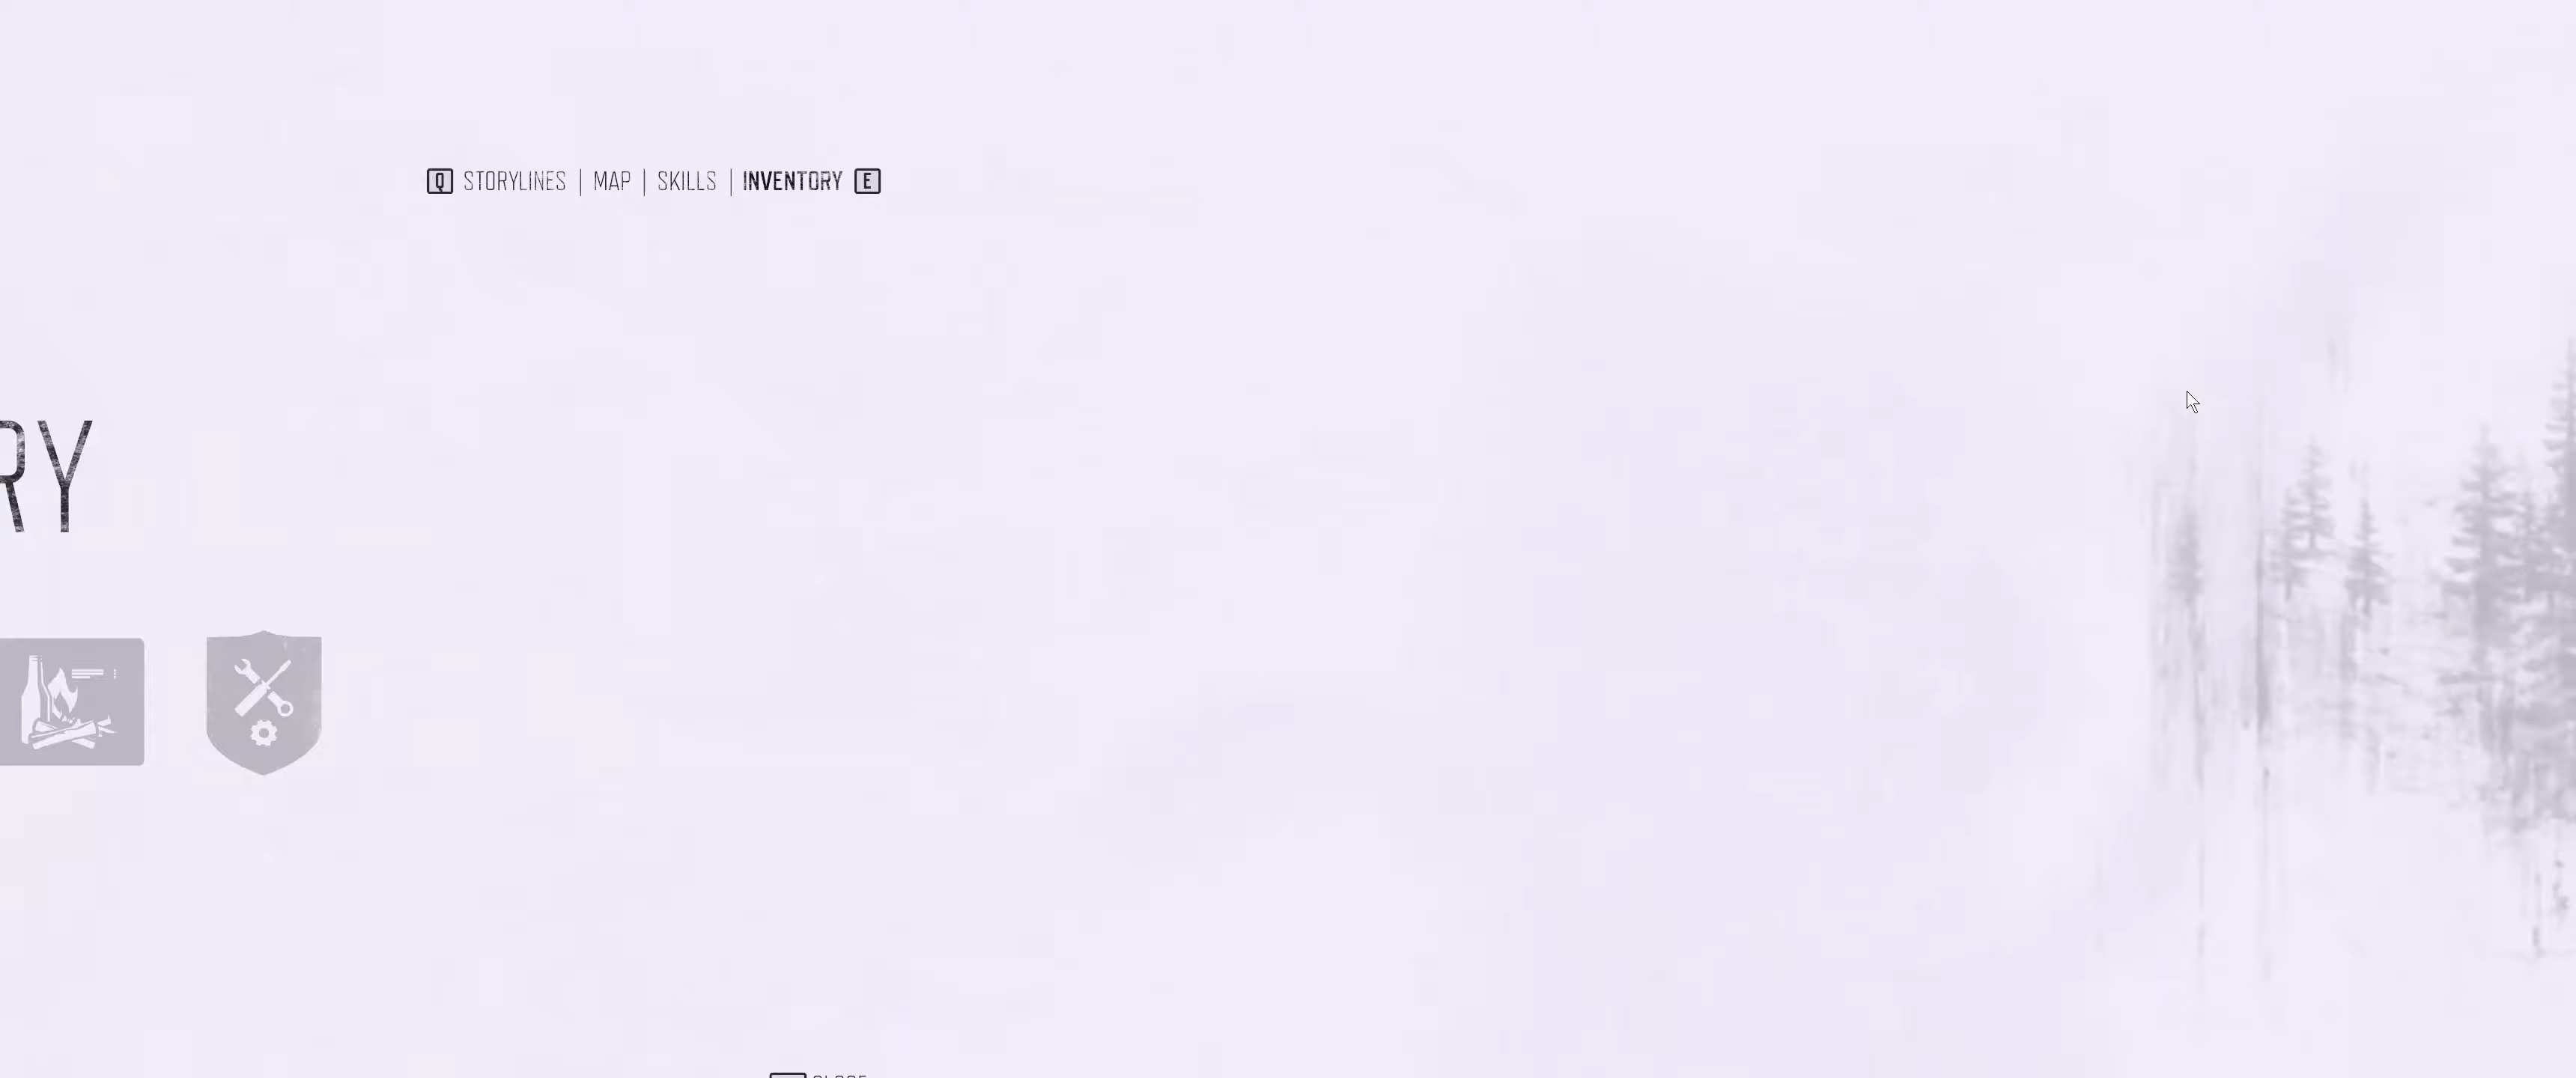 Q STORYLINES | MAP | SKILLS | INVENTORY E
RY